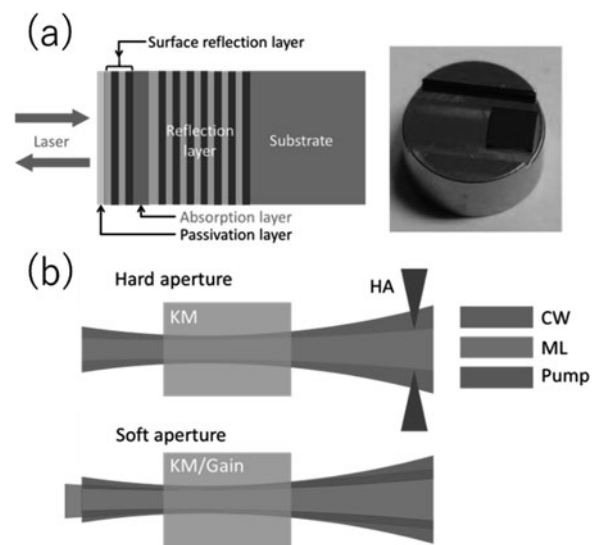 (a)
Surface reflection layer
Laser
Reflection
layer
Substrate
Absorption layer
Passivation layer
(b)
Hard aperture
HA
KM
CW
ML
Pump
Soft aperture
KM/Gain